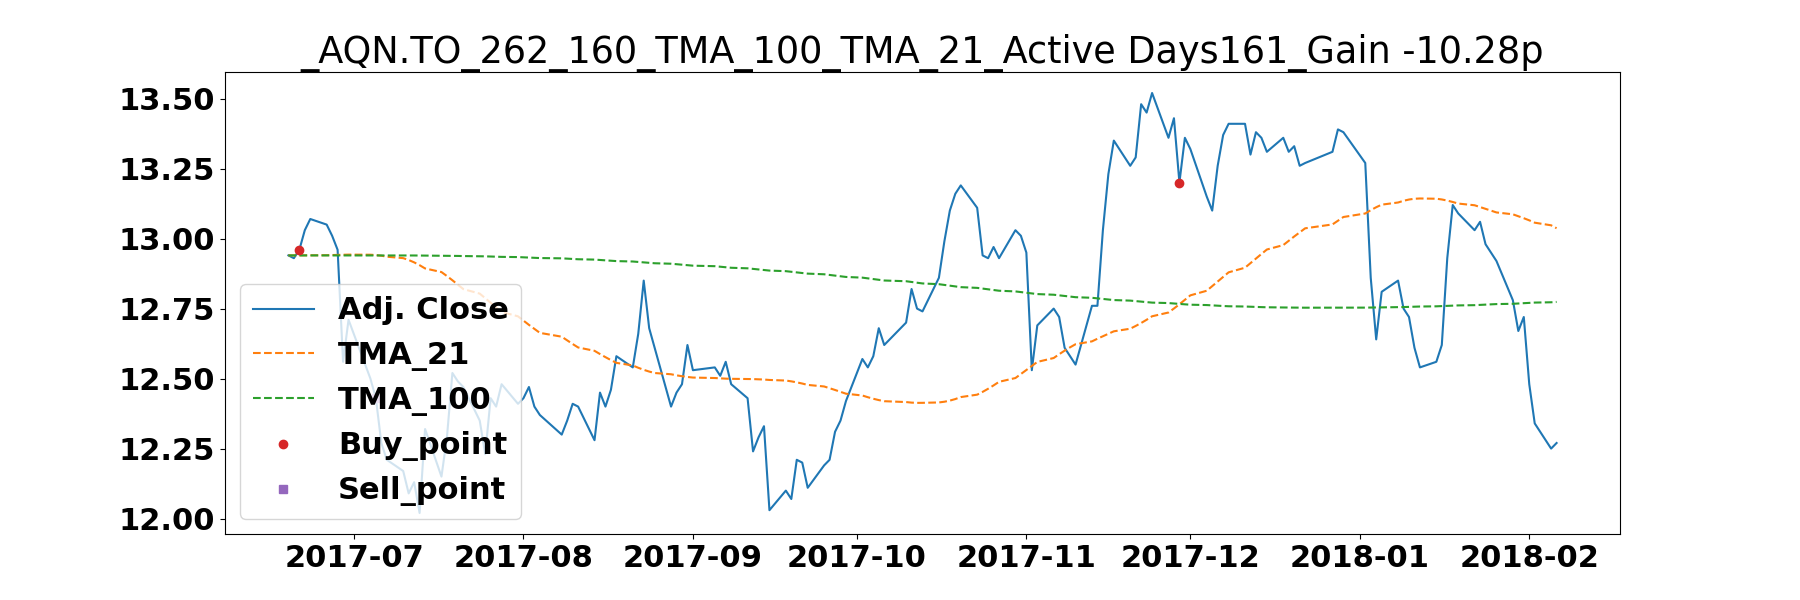 _AQN.TO_262_160_TMA_100_TMA_21_Active Days161_Gain -10.28p
13.50
13.25
13.00
12.75
12.50
12.25
12.00
Adj. Close
TMA_21
TMA_100
Buy_point
Sell_point
2017-07 2017-08 2017-09 2017-10 2017-11 2017-12 2018-01 2018-02